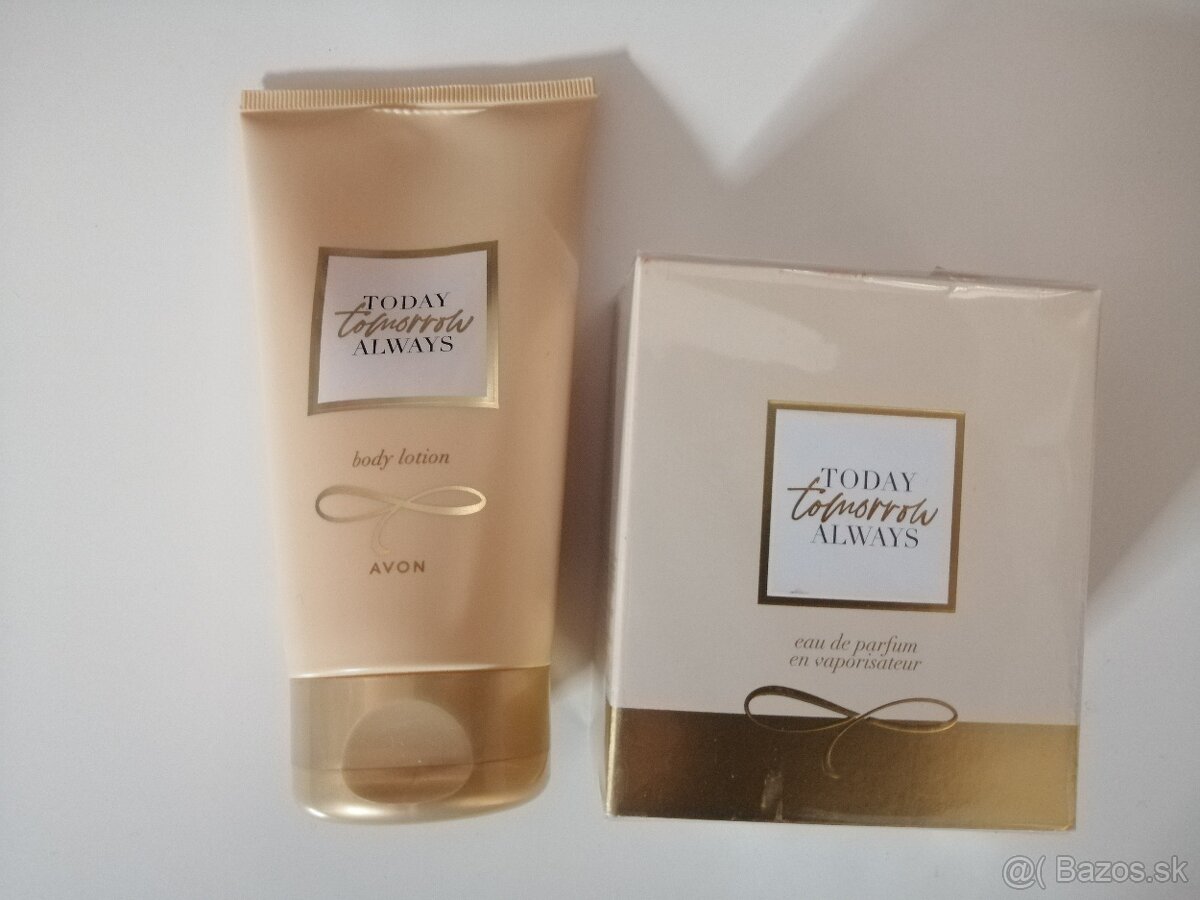 TODAY
tomorrow
ALWAYS
body lotion
AVON
TODAY
tomorrow
ALWAYS
eau de parfum
en vaporisateur
@( Bazos.sk